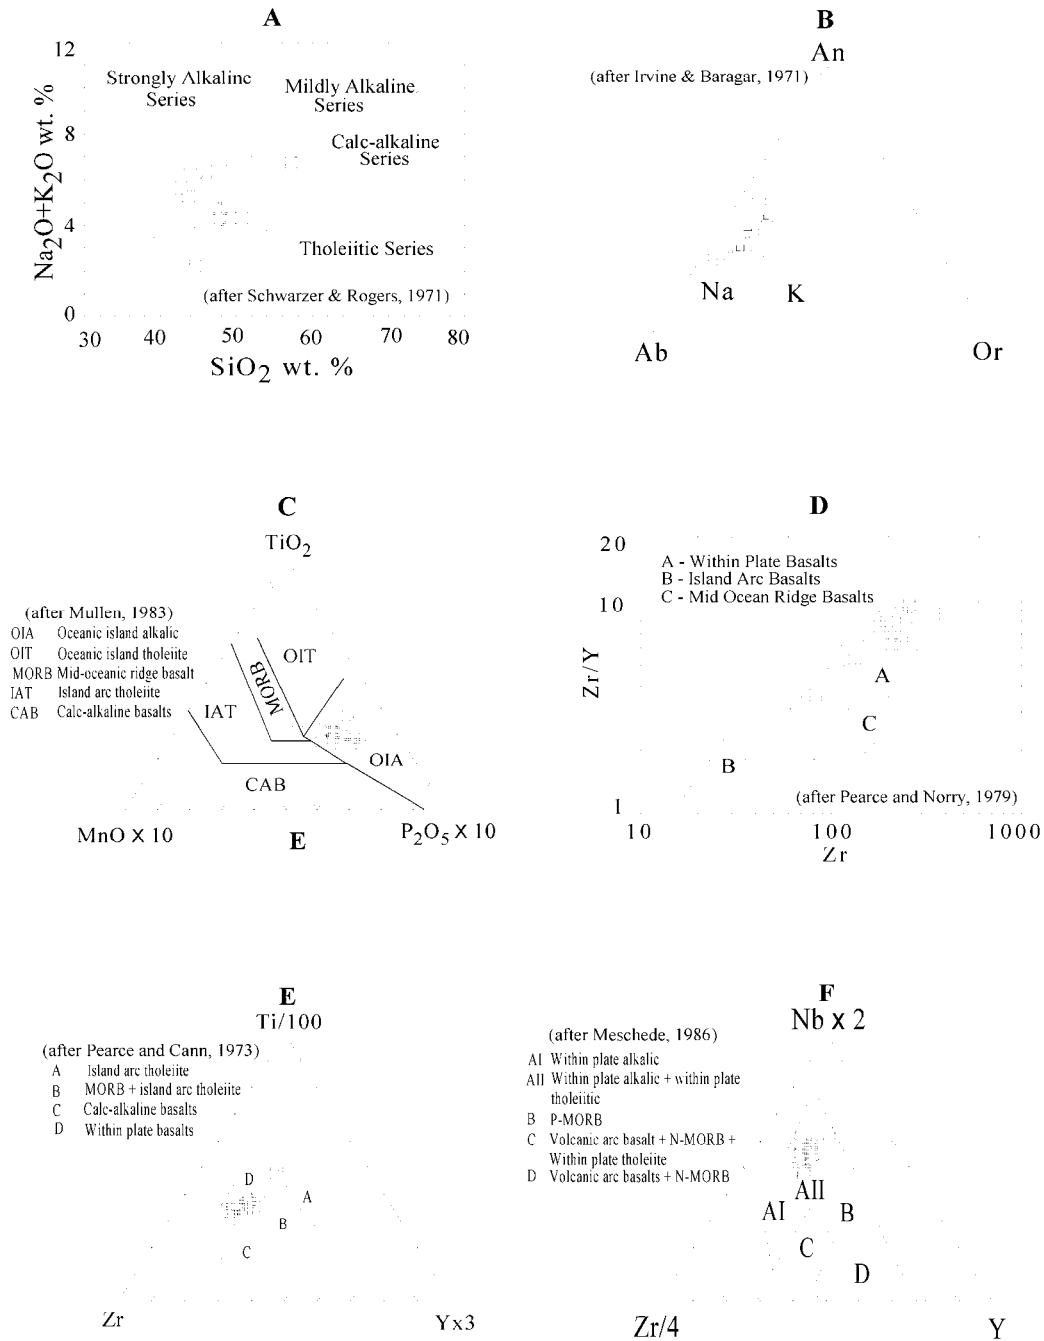 A
12
8
4
0
Na2O+K2O wt. %
Strongly Alkaline
Series
Mildly Alkaline
Series
Calc-alkaline
Series
Tholeiitic Series
(after Schwarzer & Rogers, 1971)
30 40 50 60 70 80
SiO2 wt. %
B
An
(after Irvine & Baragar, 1971)
Na K
Ab Or
C
TiO2
(after Mullen, 1983)
OIA Oceanic island alkalic
OIT Oceanic island tholeiite
MORB Mid-oceanic ridge basalt
IAT Island arc tholeiite
CAB Calc-alkaline basalts
OIT
MORB
IAT
OIA
CAB
MnO X 10
P2O5 X 10
E
D
20
10
I
Zr/Y
A - Within Plate Basalts
B - Island Arc Basalts
C - Mid Ocean Ridge Basalts
A
C
B
(after Pearce and Norry, 1979)
10 100 1000
Zr
E
Ti/100
(after Pearce and Cann, 1973)
A Island arc tholeiite
B MORB + island arc tholeiite
C Calc-alkaline basalts
D Within plate basalts
D
A
B
C
Zr Yx3
F
Nb x 2
(after Meschede, 1986)
AI Within plate alkalic
AII Within plate alkalic + within plate
tholeiitic
B P-MORB
C Volcanic arc basalt + N-MORB +
Within plate tholeiite
D Volcanic arc basalts + N-MORB
AII
AI B
C
D
Zr/4 Y